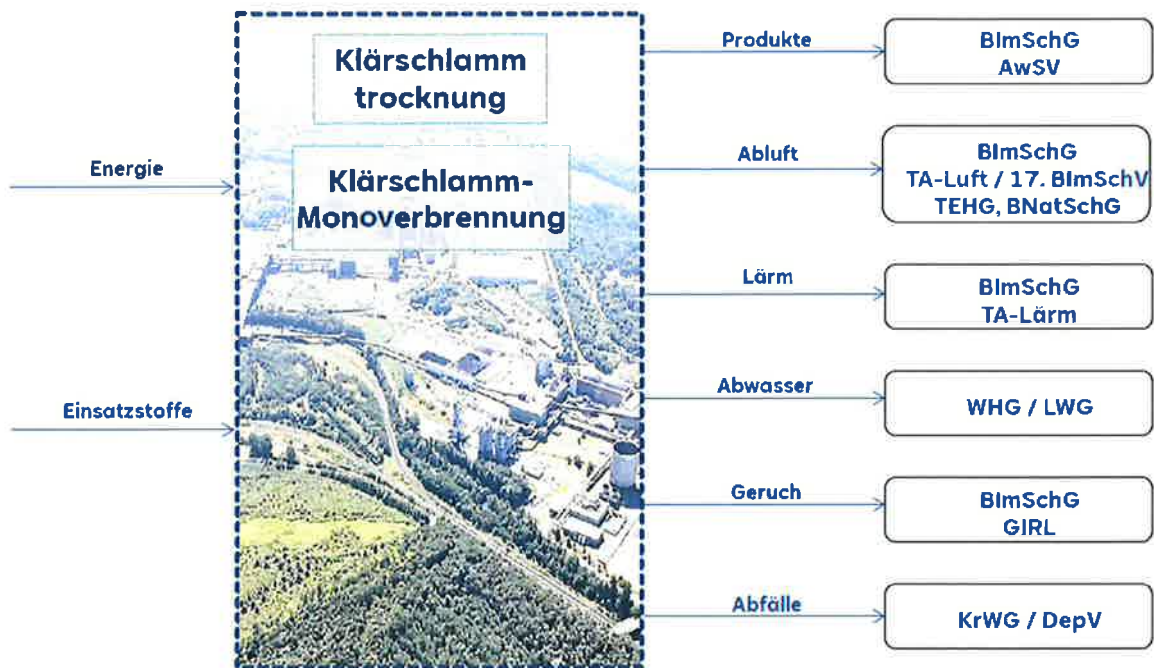 Klärschlamm
trocknung
Klärschlamm-
Monoverbrennung
Energie
Einsatzstoffe
Produkte
BImSchG
AwSV
Abluft
BImSchG
TA-Luft / 17. BImSchV
TEHG, BNatSchG
Lärm
BImSchG
TA-Lärm
Abwasser
WHG / LWG
Geruch
BImSchG
GIRL
Abfälle
KrWG / DepV